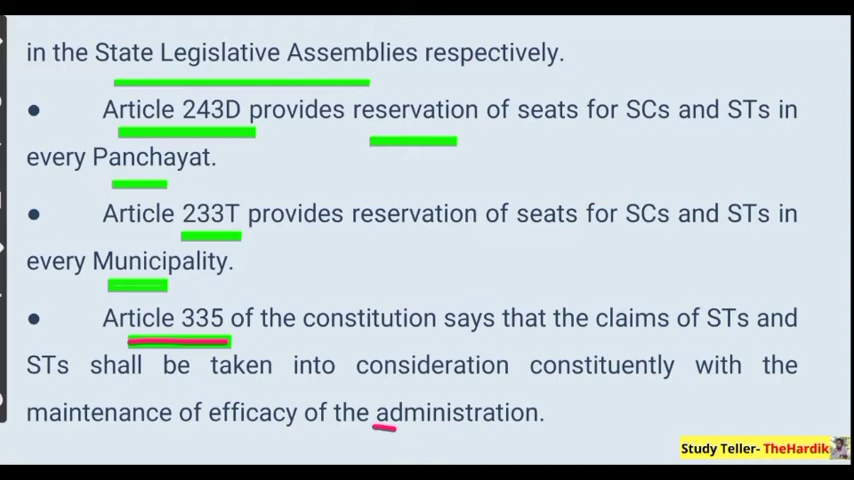 in the State Legislative Assemblies respectively.
● Article 243D provides reservation of seats for SCs and STs in
every Panchayat.
● Article 233T provides reservation of seats for SCs and STs in
every Municipality.
● Article 335 of the constitution says that the claims of STs and
STs shall be taken into consideration constituently with the
maintenance of efficacy of the administration.
Study Teller- TheHardik